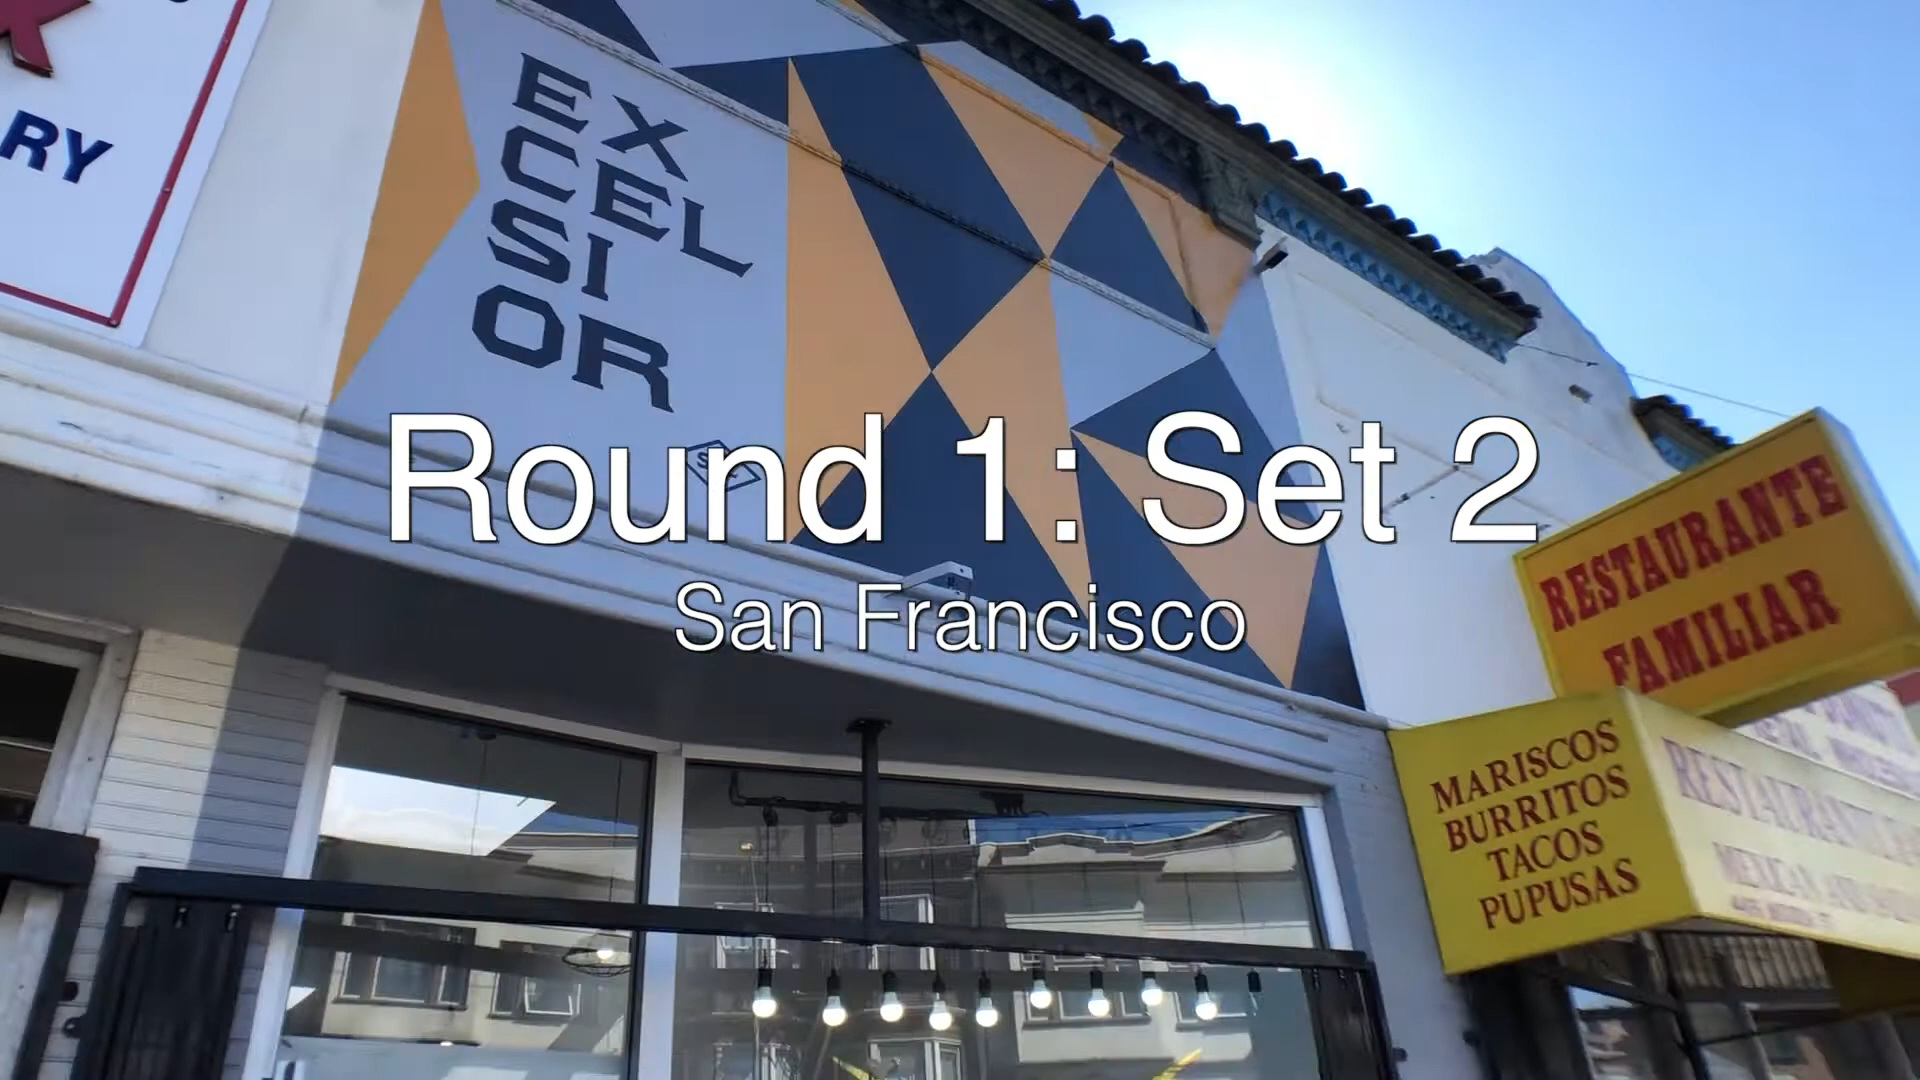 RY
EX
CEL
SI
OR
Round 1: Set 2
San Francisco
RESTAURANTE
FAMILIAR
MARISCOS
BURRITOS
TACOS
PUPUSAS